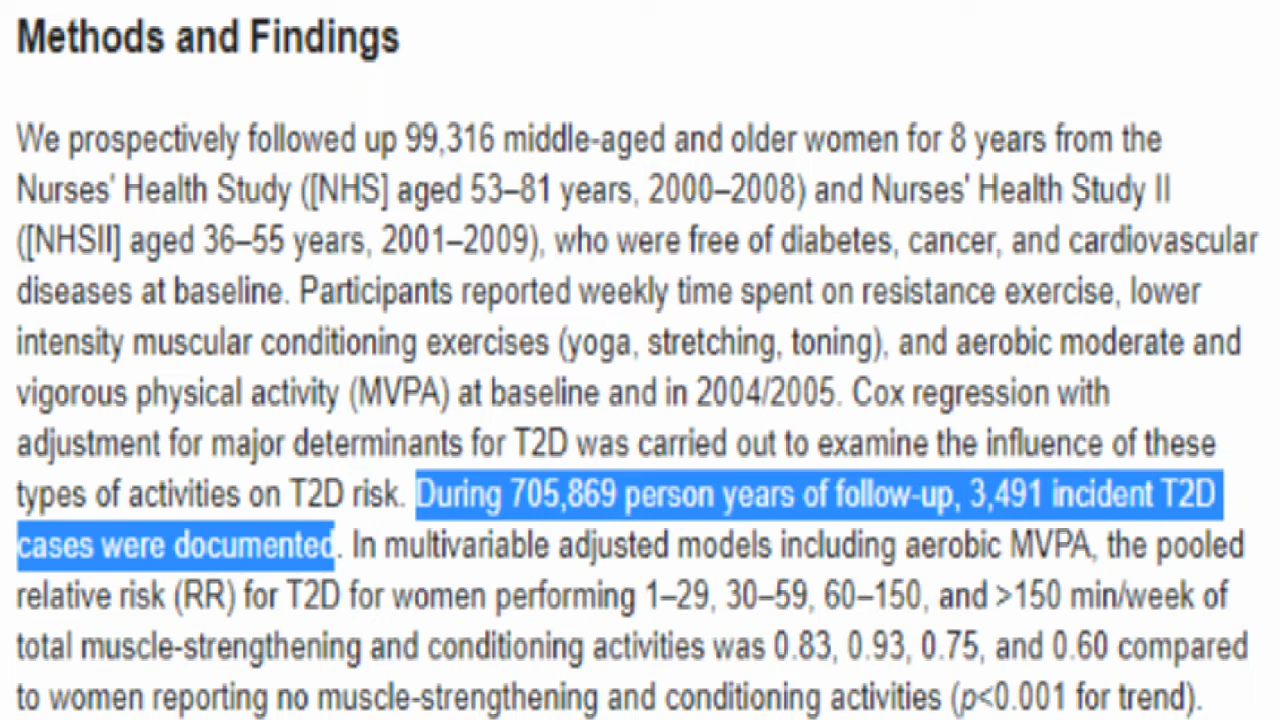 Methods and Findings
We prospectively followed up 99,316 middle-aged and older women for 8 years from the
Nurses' Health Study ([NHS] aged 53–81 years, 2000–2008) and Nurses' Health Study II
([NHSII] aged 36–55 years, 2001–2009), who were free of diabetes, cancer, and cardiovascular
diseases at baseline. Participants reported weekly time spent on resistance exercise, lower
intensity muscular conditioning exercises (yoga, stretching, toning), and aerobic moderate and
vigorous physical activity (MVPA) at baseline and in 2004/2005. Cox regression with
adjustment for major determinants for T2D was carried out to examine the influence of these
types of activities on T2D risk. During 705,869 person years of follow-up, 3,491 incident T2D
cases were documented. In multivariable adjusted models including aerobic MVPA, the pooled
relative risk (RR) for T2D for women performing 1–29, 30–59, 60–150, and >150 min/week of
total muscle-strengthening and conditioning activities was 0.83, 0.93, 0.75, and 0.60 compared
to women reporting no muscle-strengthening and conditioning activities (p<0.001 for trend).